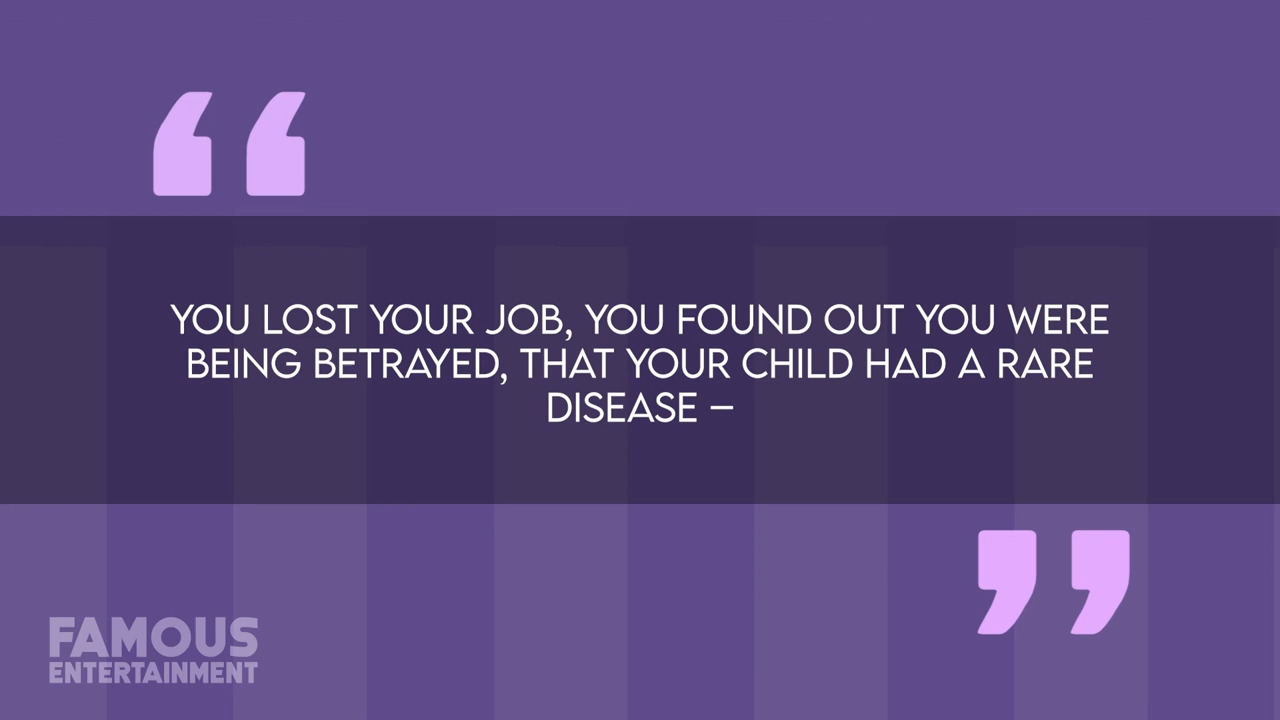 YOU LOST YOUR JOB, YOU FOUND OUT YOU WERE
BEING BETRAYED, THAT YOUR CHILD HAD A RARE
DISEASE –
FAMOUS
ENTERTAINMENT